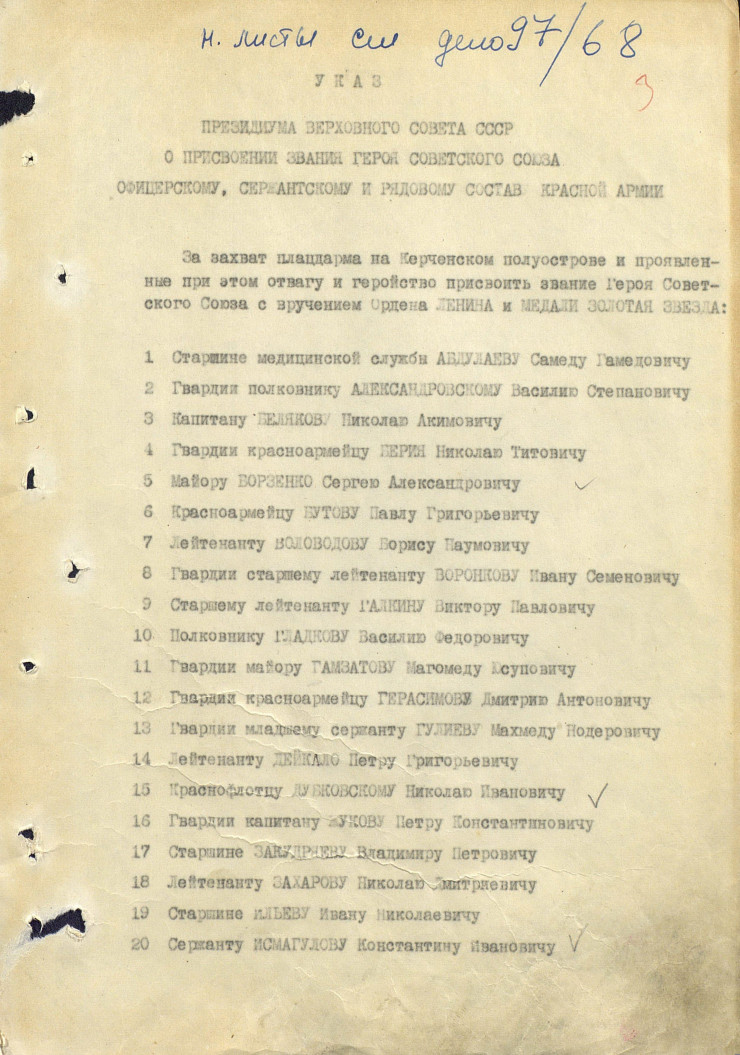 н. листы см дело 97/68
3
УКАЗ
ПРЕЗИДИУМА ВЕРХОВНОГО СОВЕТА СССР
О ПРИСВОЕНИИ ЗВАНИЯ ГЕРОЯ СОВЕТСКОГО СОЮЗА
ОФИЦЕРСКОМУ, СЕРЖАНТСКОМУ И РЯДОВОМУ СОСТАВ КРАСНОЙ АРМИИ
За захват плацдарма на Керченском полуострове и проявлен-
ные при этом отвагу и геройство присвоить звание Героя Совет-
ского Союза с вручением Ордена ЛЕНИНА и МЕДАЛИ ЗОЛОТАЯ ЗВЕЗДА:
1 Старшине медицинской службы АБДУЛАЕВУ Самеду Гамедовичу
2 Гвардии полковнику АЛЕКСАНДРОВСКОМУ Василию Степановичу
3 Капитану БЕЛЯКОВУ Николаю Акимовичу
4 Гвардии красноармейцу БЕРИЯ Николаю Титовичу
5 Майору БОРЗЕНКО Сергею Александровичу
6 Красноармейцу БУТОВУ Павлу Григорьевичу
7 Лейтенанту ВОЛОВОДОВУ Борису Наумовичу
8 Гвардии старшему лейтенанту ВОРОНКОВУ Ивану Семеновичу
9 Старшему лейтенанту ГАЛКИНУ Виктору Павловичу
10 Полковнику ГЛАДКОВУ Василию Федоровичу
11 Гвардии майору ГАМЗАТОВУ Магомеду Юсуповичу
12 Гвардии красноармейцу ГЕРАСИМОВУ Дмитрию Антоновичу
13 Гвардии младшему сержанту ГУЛИЕВУ Махмеду Нодеровичу
14 Лейтенанту ДЕЙКАЛО Петру Григорьевичу
15 Краснофлотцу ДУБКОВСКОМУ Николаю Ивановичу
16 Гвардии капитану ЖУКОВУ Петру Константиновичу
17 Старшине ЗАКУДРЯЕВУ Владимиру Петровичу
18 Лейтенанту ЗАХАРОВУ Николаю Дмитриевичу
19 Старшине ИЛЬЕВУ Ивану Николаевичу
20 Сержанту ИСМАГУЛОВУ Константину Ивановичу